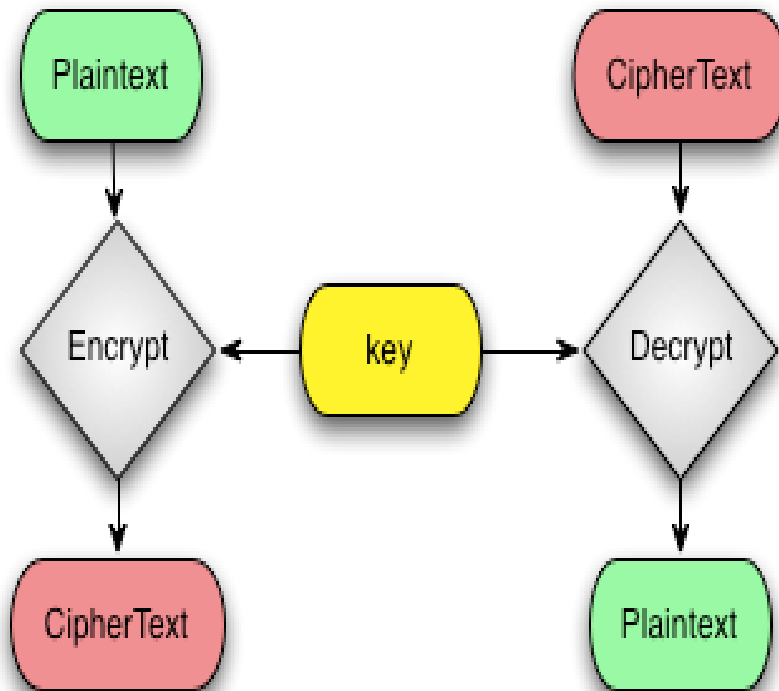 Plaintext
CipherText
Encrypt
key
Decrypt
CipherText
Plaintext